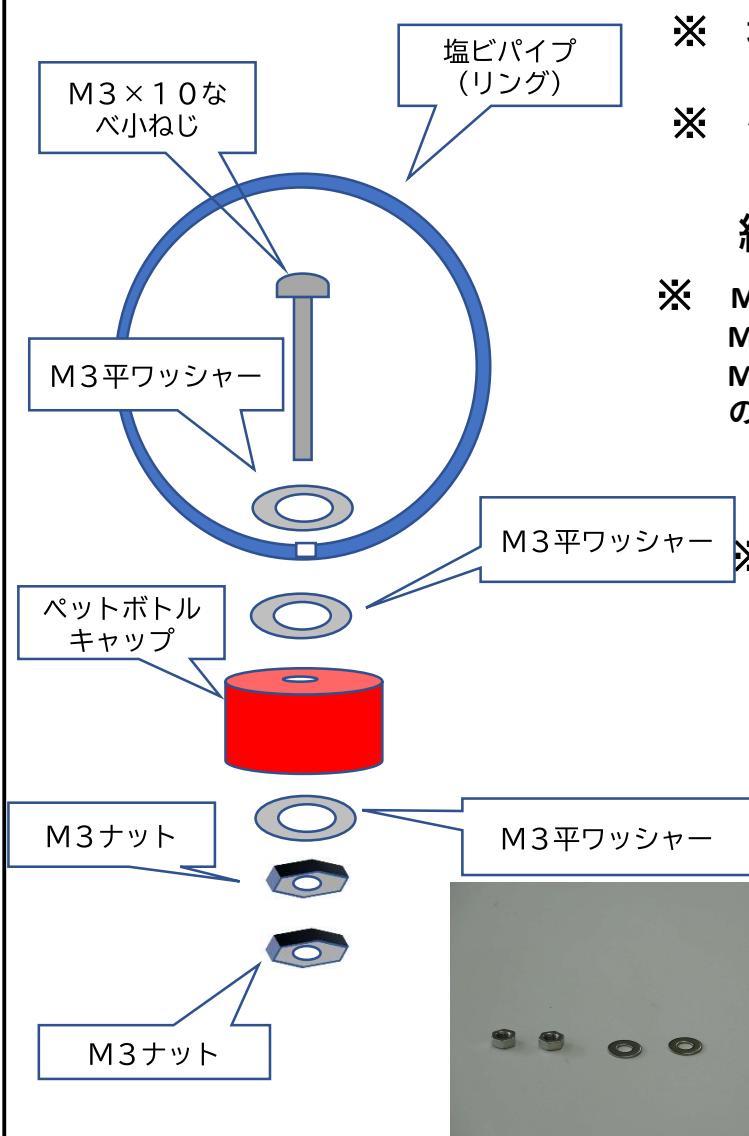 塩ビパイプ
（リング）
Ｍ３×１０な
べ小ねじ
※
※
※ M
M
M
の
Ｍ３平ワッシャー
Ｍ３平ワッシャー
※
ペットボトル
キャップ
Ｍ３ナット
Ｍ３平ワッシャー
Ｍ３ナット